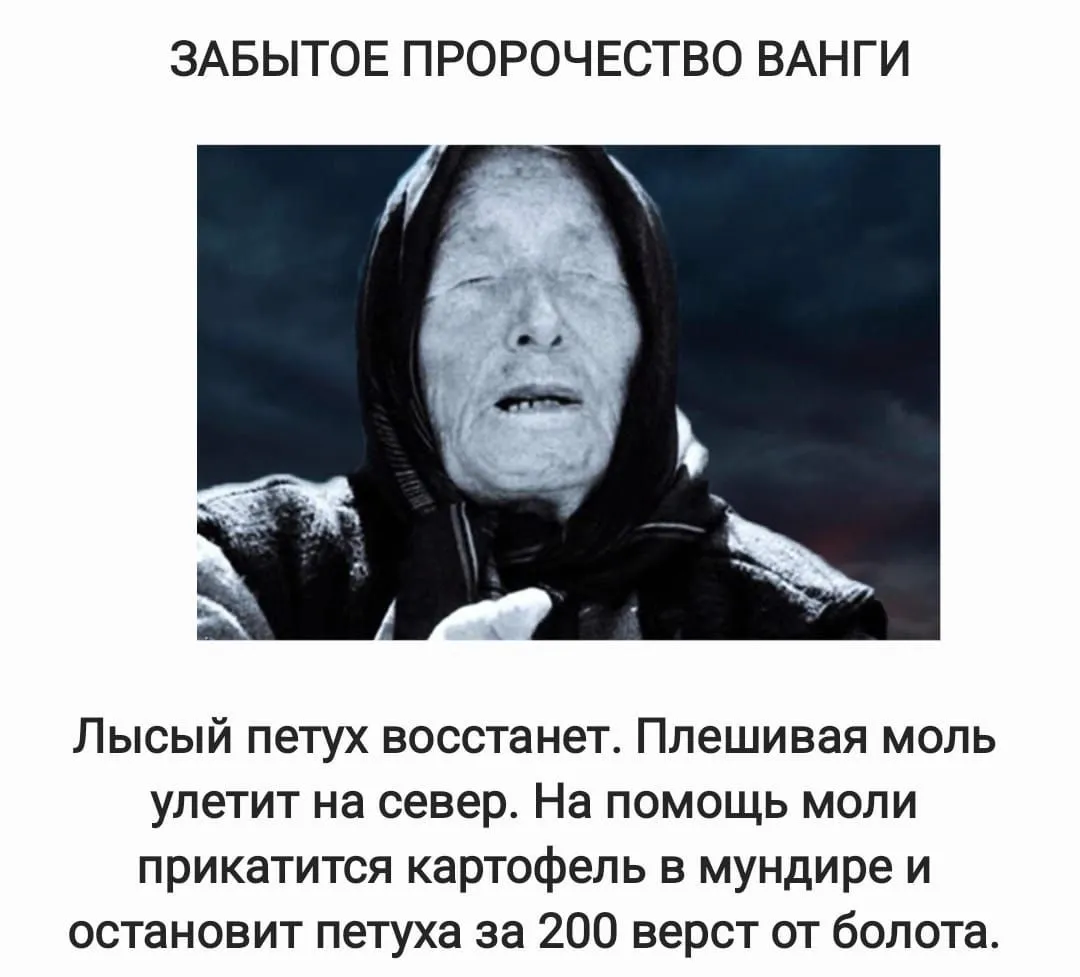 ЗАБЫТОЕ ПРОРОЧЕСТВО ВАНГИ
Лысый петух восстанет. Плешивая моль
улетит на север. На помощь моли
прикатится картофель в мундире и
остановит петуха за 200 верст от болота.